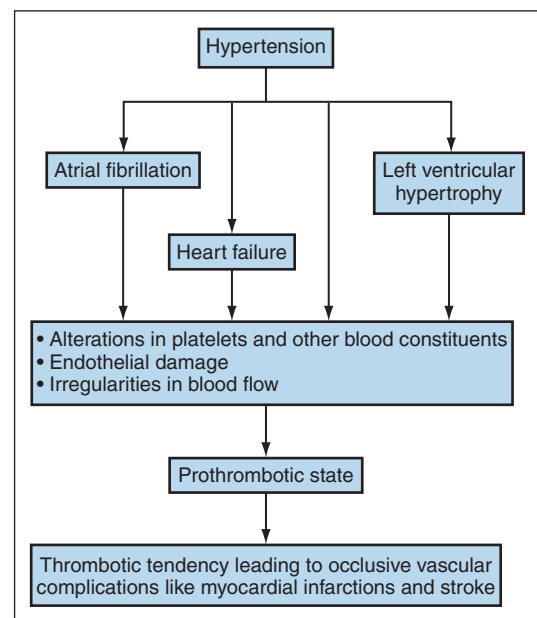 Hypertension
Atrial fibrillation
Left ventricular
hypertrophy
Heart failure
• Alterations in platelets and other blood constituents
• Endothelial damage
• Irregularities in blood flow
Prothrombotic state
Thrombotic tendency leading to occlusive vascular
complications like myocardial infarctions and stroke